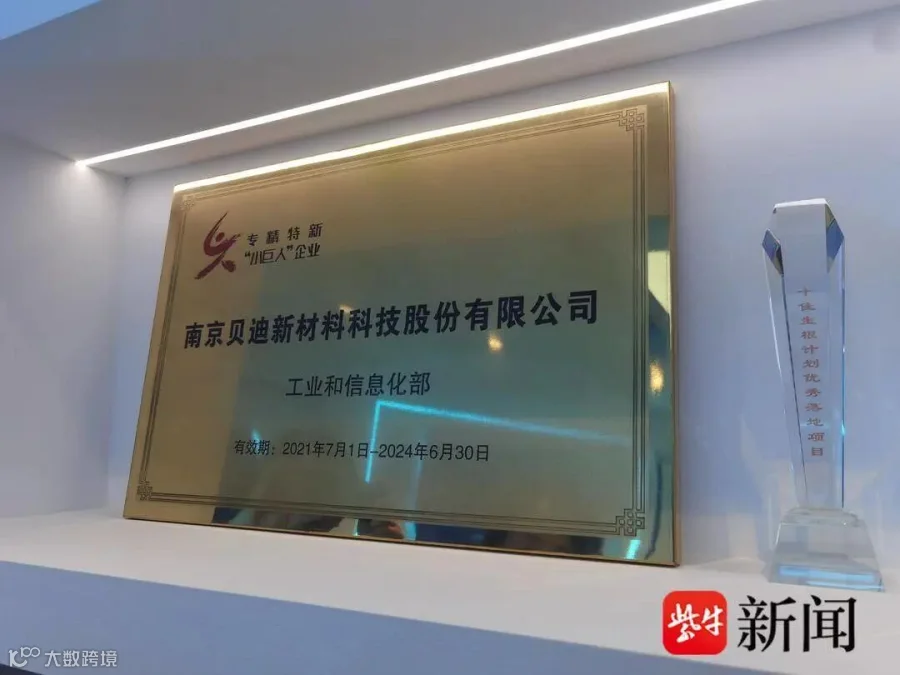 专精特新
“小巨人”企业
南京贝迪新材料科技股份有限公司
工业和信息化部
有效期：2021年7月1日-2024年6月30日
十佳生根计划优秀落地项目
紫牛新闻
大数跨境